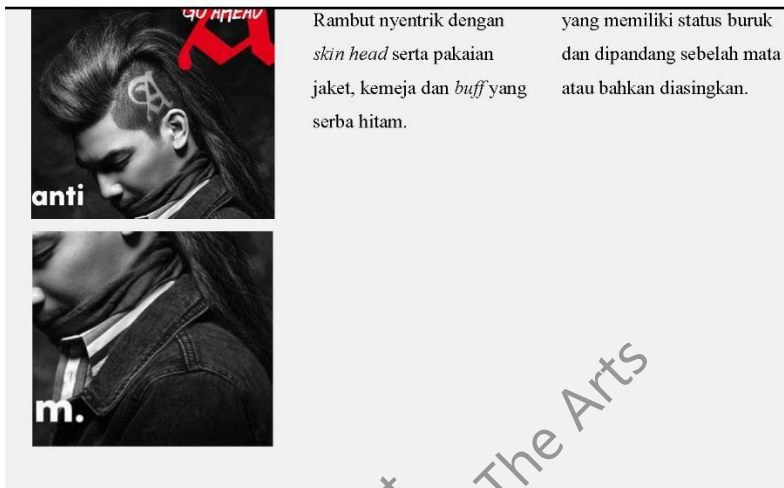 GO AHEAD
A
A
anti
m.
Rambut nyentrik dengan
skin head serta pakaian
jaket, kemeja dan buff yang
serba hitam.
yang memiliki status buruk
dan dipandang sebelah mata
atau bahkan diasingkan.
The Arts